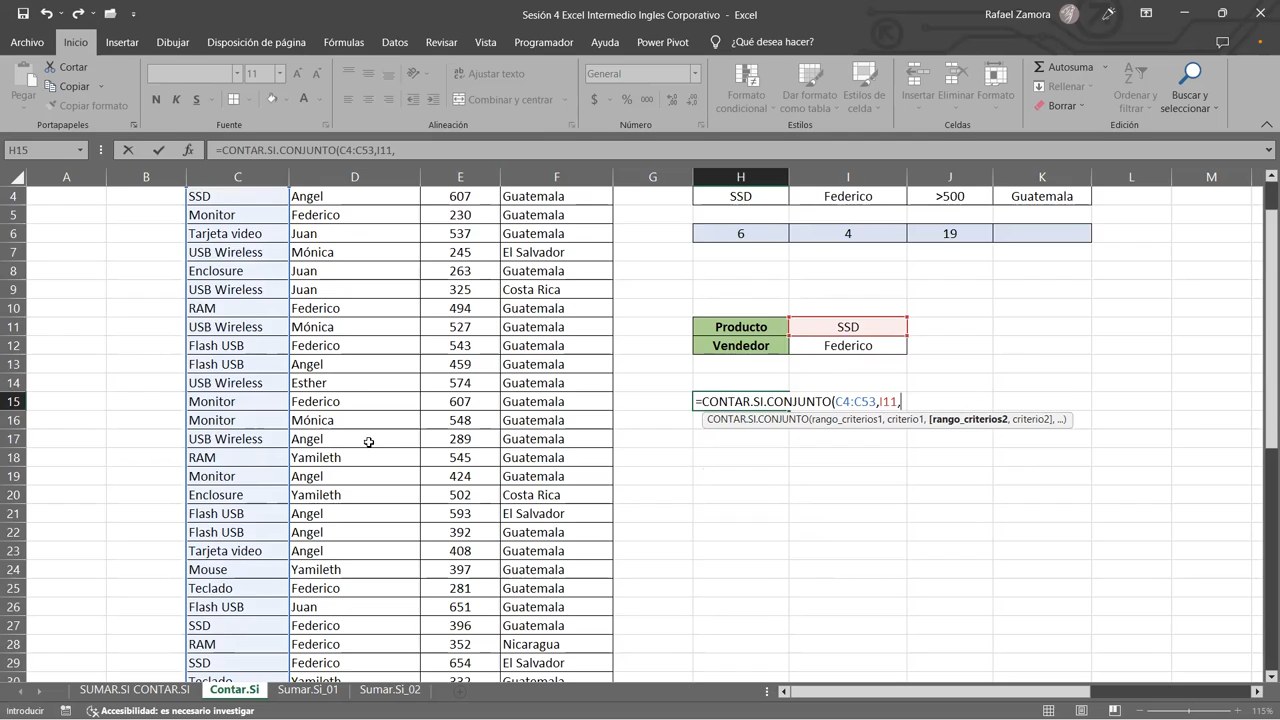 Sesión 4 Excel Intermedio Ingles Corporativo - Excel
Rafael Zamora
Archivo Inicio Insertar Dibujar Disposición de página Fórmulas Datos Revisar Vista Programador Ayuda Power Pivot ¿Qué desea hacer?
Pegar
Cortar
Copiar
Copiar formato
Portapapeles
11
N K S
Fuente
Ajustar texto
Combinar y centrar
Alineación
General
$ % 000
Número
Formato condicional
Dar formato como tabla
Estilos de celda
Estilos
Insertar Eliminar Formato
Celdas
Autosuma
Rellenar
Borrar
Ordenar y filtrar
Buscar y seleccionar
Edición
H15 =CONTAR.SI.CONJUNTO(C4:C53,I11,
A B C D E F G H I J K L M
4 SSD Angel 607 Guatemala SSD Federico >500 Guatemala
5 Monitor Federico 230 Guatemala
6 Tarjeta video Juan 537 Guatemala 6 4 19
7 USB Wireless Mónica 245 El Salvador
8 Enclosure Juan 263 Guatemala
9 USB Wireless Juan 325 Costa Rica
10 RAM Federico 494 Guatemala
11 USB Wireless Mónica 527 Guatemala Producto SSD
12 Flash USB Federico 543 Guatemala Vendedor Federico
13 Flash USB Angel 459 Guatemala
14 USB Wireless Esther 574 Guatemala
15 Monitor Federico 607 Guatemala =CONTAR.SI.CONJUNTO(C4:C53,I11,
16 Monitor Mónica 548 Guatemala CONTAR.SI.CONJUNTO(rango_criterios1, criterio1, [rango_criterios2, criterio2], ...)
17 USB Wireless Angel 289 Guatemala
18 RAM Yamileth 545 Guatemala
19 Monitor Angel 424 Guatemala
20 Enclosure Yamileth 502 Costa Rica
21 Flash USB Angel 593 El Salvador
22 Flash USB Angel 392 Guatemala
23 Tarjeta video Angel 408 Guatemala
24 Mouse Yamileth 397 Guatemala
25 Teclado Federico 281 Guatemala
26 Flash USB Juan 651 Guatemala
27 SSD Federico 396 Guatemala
28 RAM Federico 352 Nicaragua
29 SSD Federico 654 El Salvador
Teclado Yamileth 332 Guatemala
SUMAR.SI CONTAR.SI Contar.Si Sumar.Si_01 Sumar.Si_02
Introducir Accesibilidad: es necesario investigar 115%